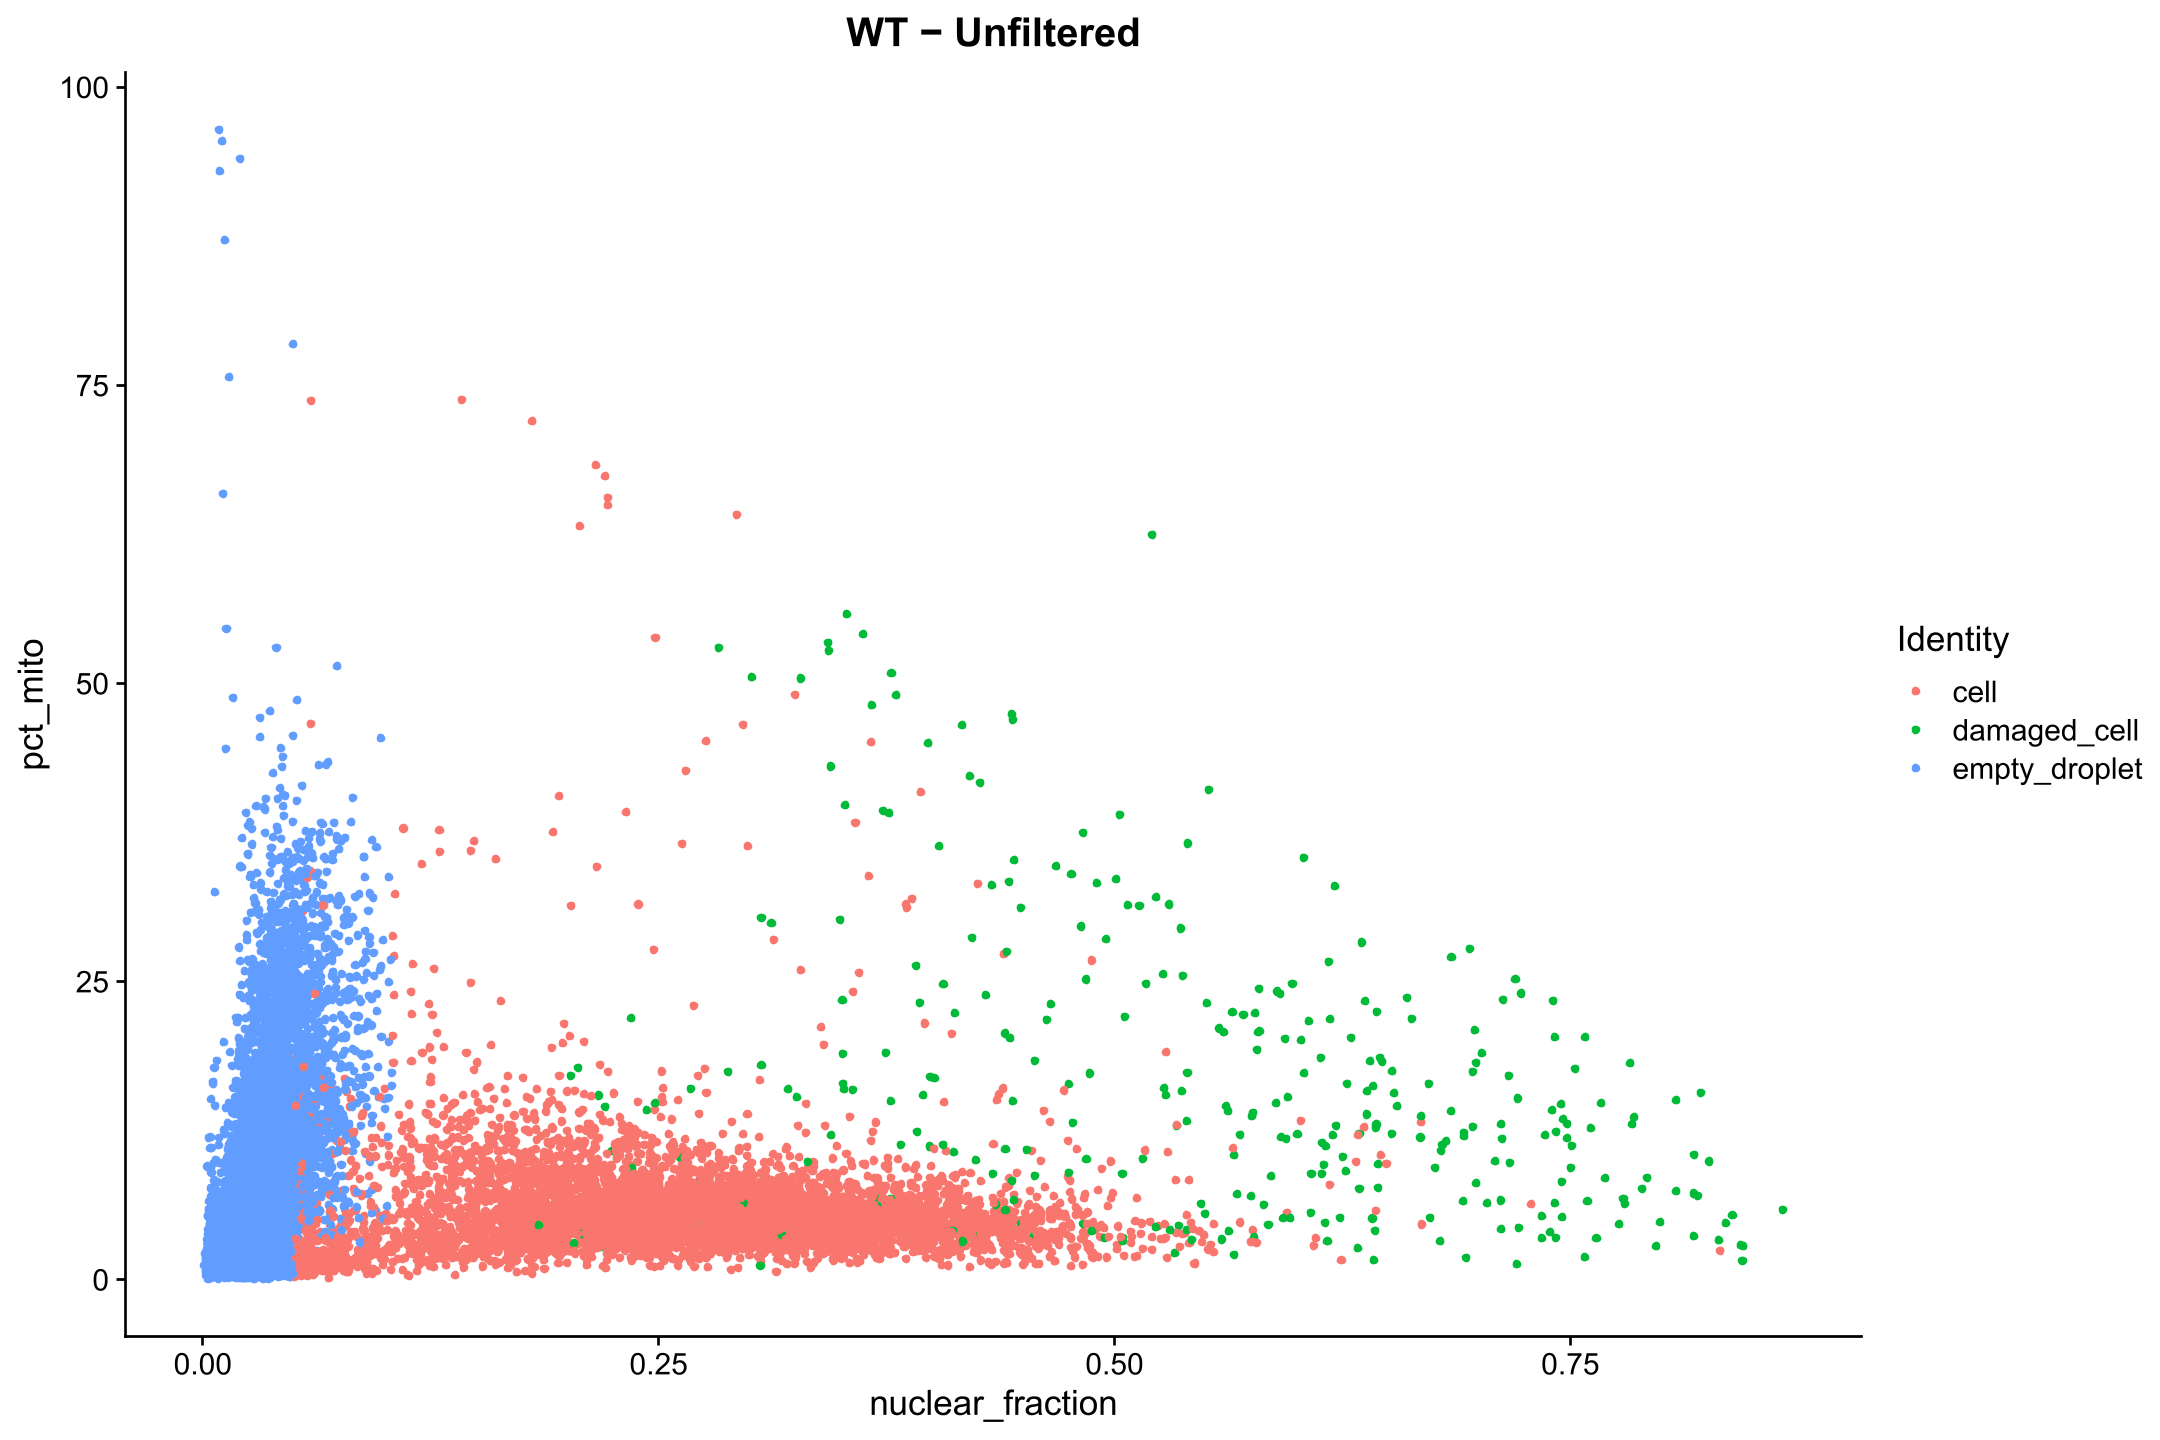 WT − Unfiltered
100
75
50
25
0
pct_mito
0.00 0.25 0.50 0.75
nuclear_fraction
Identity
cell
damaged_cell
empty_droplet